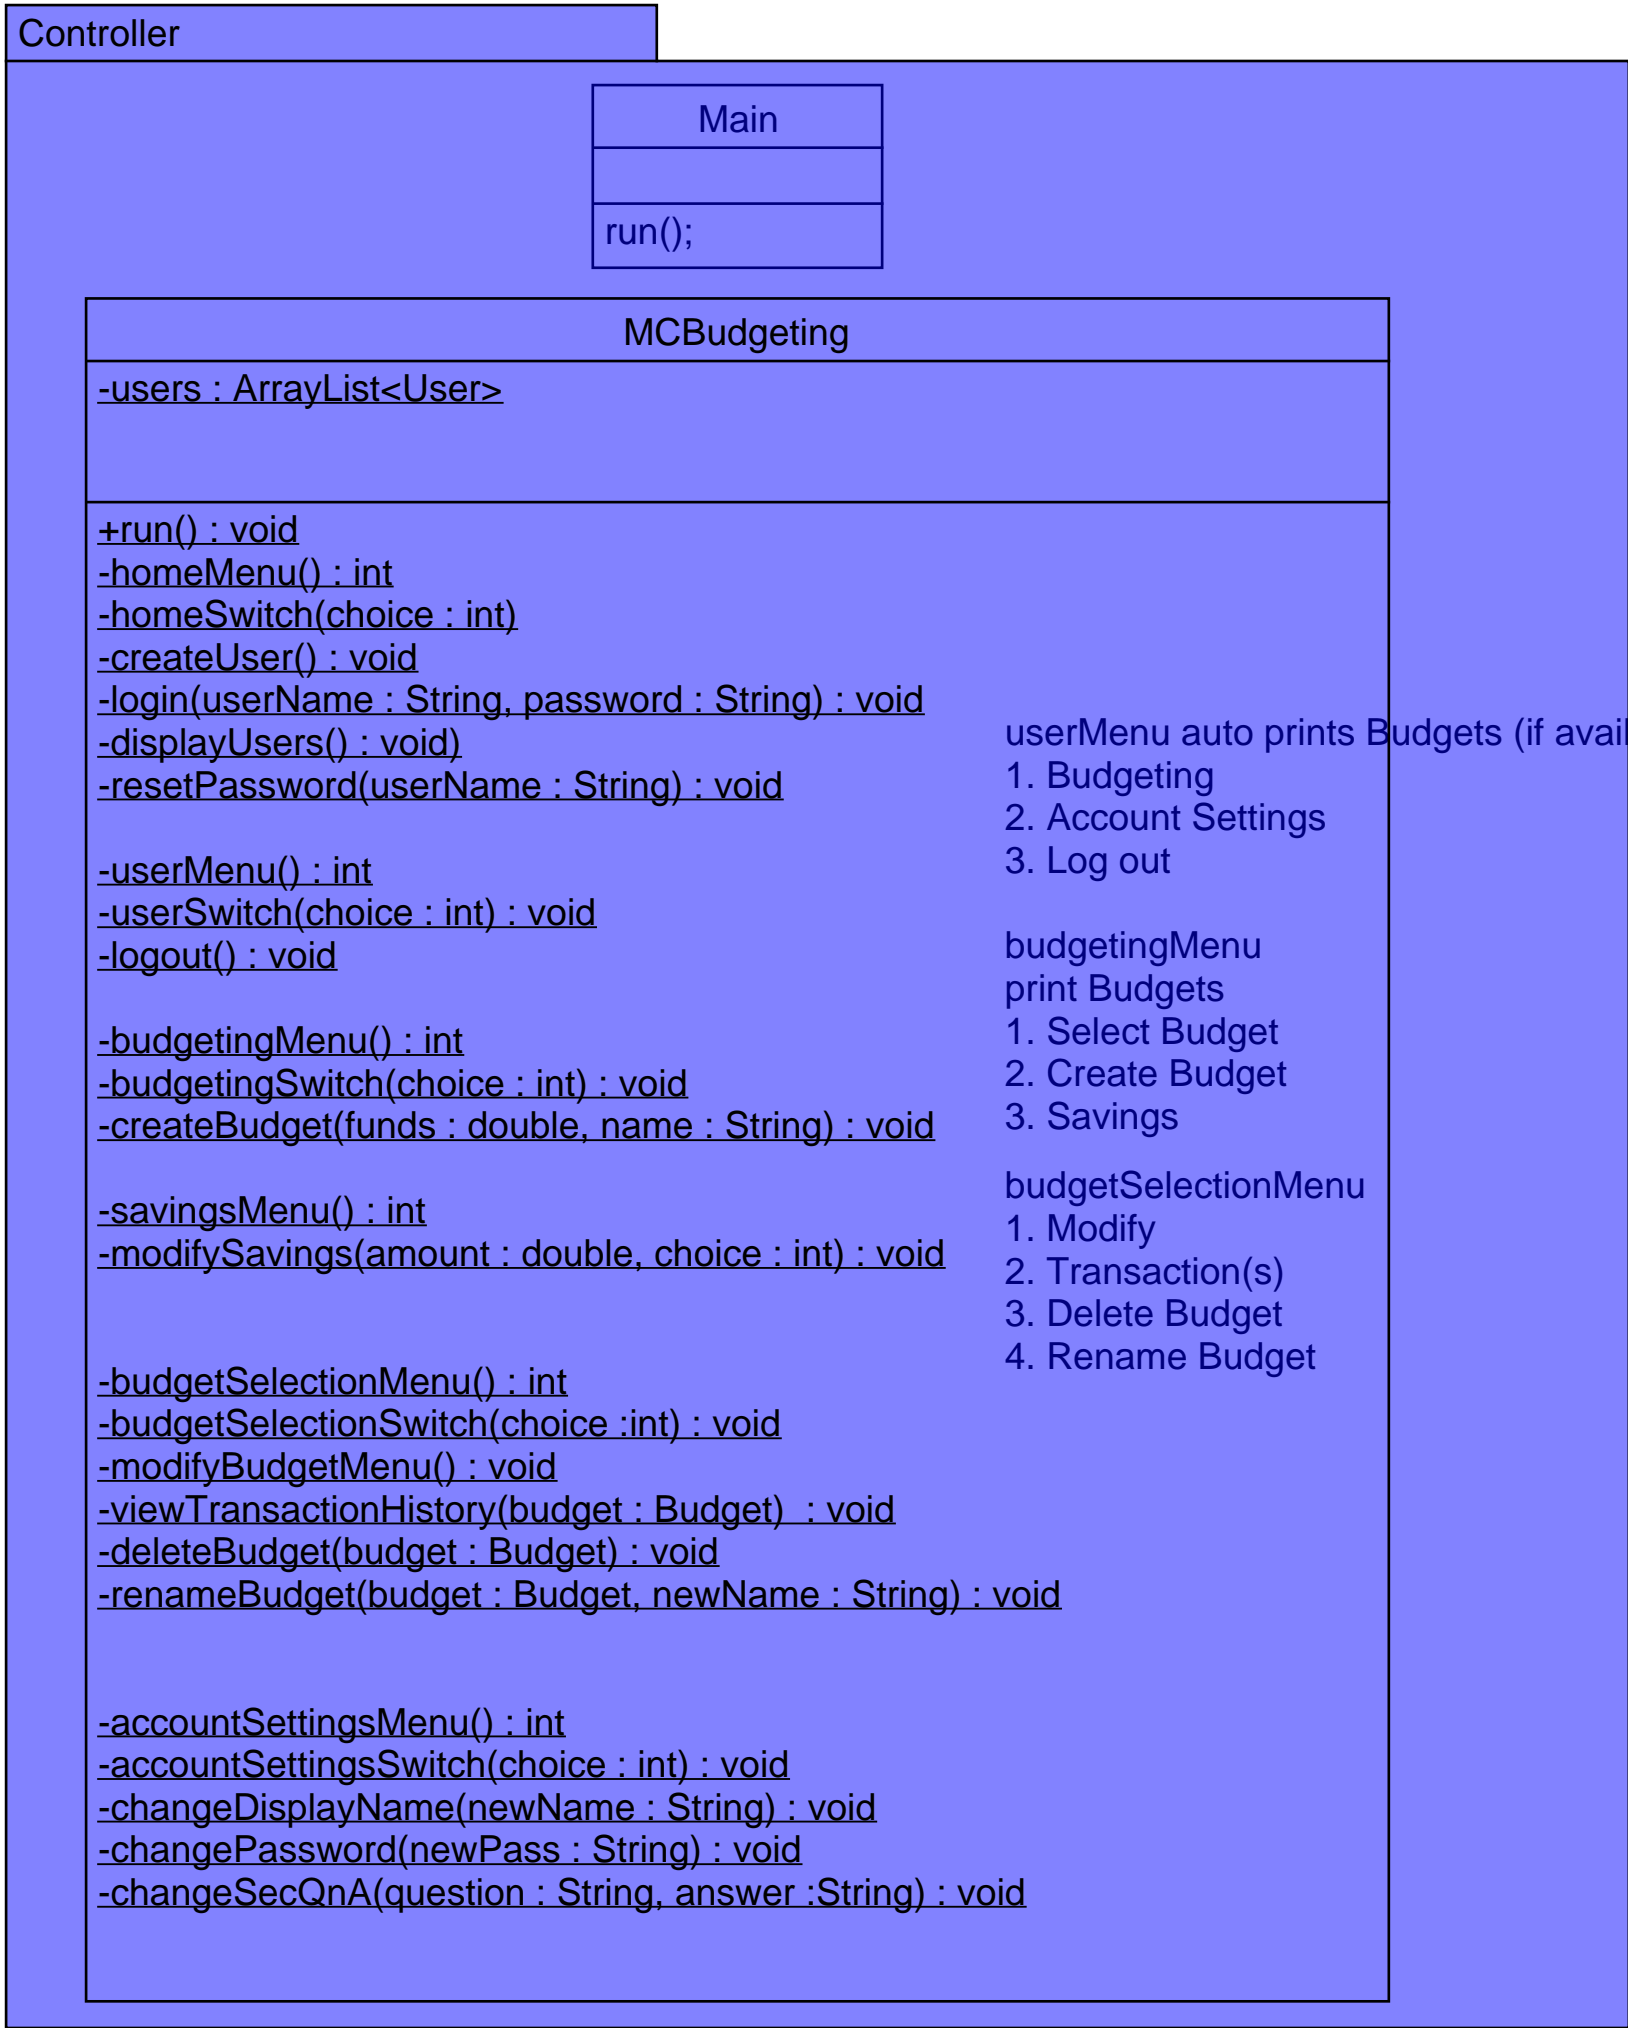 Controller
Main
run();
MCBudgeting
-users : ArrayList<User>
+run() : void
-homeMenu() : int
-homeSwitch(choice : int)
-createUser() : void
-login(userName : String, password : String) : void
-displayUsers() : void)
-resetPassword(userName : String) : void
-userMenu() : int
-userSwitch(choice : int) : void
-logout() : void
-budgetingMenu() : int
-budgetingSwitch(choice : int) : void
-createBudget(funds : double, name : String) : void
-savingsMenu() : int
-modifySavings(amount : double, choice : int) : void
-budgetSelectionMenu() : int
-budgetSelectionSwitch(choice :int) : void
-modifyBudgetMenu() : void
-viewTransactionHistory(budget : Budget)  : void
-deleteBudget(budget : Budget) : void
-renameBudget(budget : Budget, newName : String) : void
-accountSettingsMenu() : int
-accountSettingsSwitch(choice : int) : void
-changeDisplayName(newName : String) : void
-changePassword(newPass : String) : void
-changeSecQnA(question : String, answer :String) : void
userMenu auto prints Budgets (if avail
1. Budgeting
2. Account Settings
3. Log out
budgetingMenu
print Budgets
1. Select Budget
2. Create Budget
3. Savings
budgetSelectionMenu
1. Modify
2. Transaction(s)
3. Delete Budget
4. Rename Budget